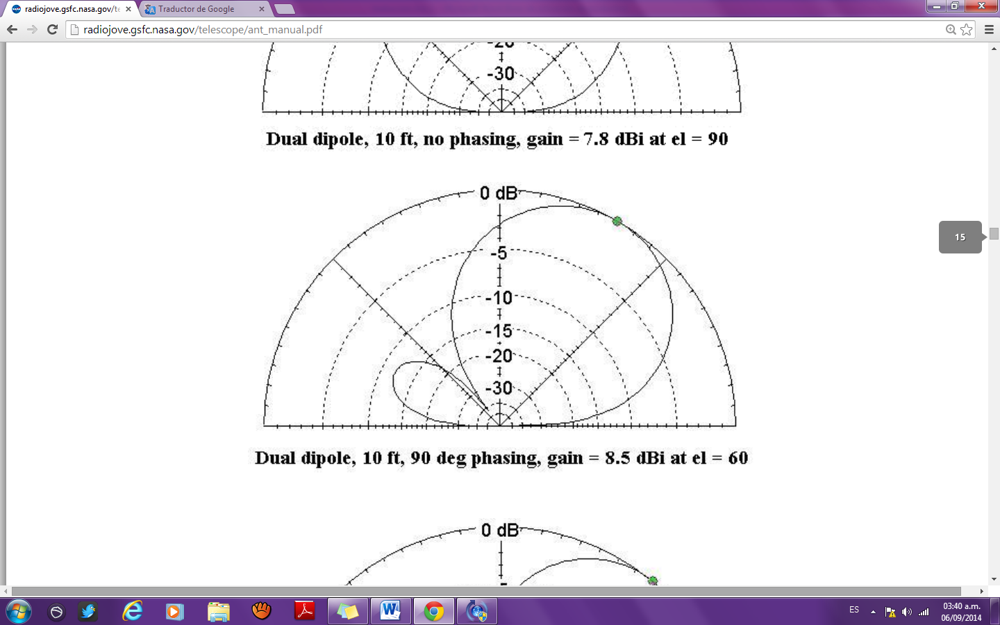 radiojove.gsfc.nasa.gov/te
Traductor de Google
radiojove.gsfc.nasa.gov/telescope/ant_manual.pdf
-20
-30
Dual dipole, 10 ft, no phasing, gain = 7.8 dBi at el = 90
0 dB
-5
-10
-15
-20
-30
15
Dual dipole, 10 ft, 90 deg phasing, gain = 8.5 dBi at el = 60
0 dB
ES
03:40 a.m.
06/09/2014